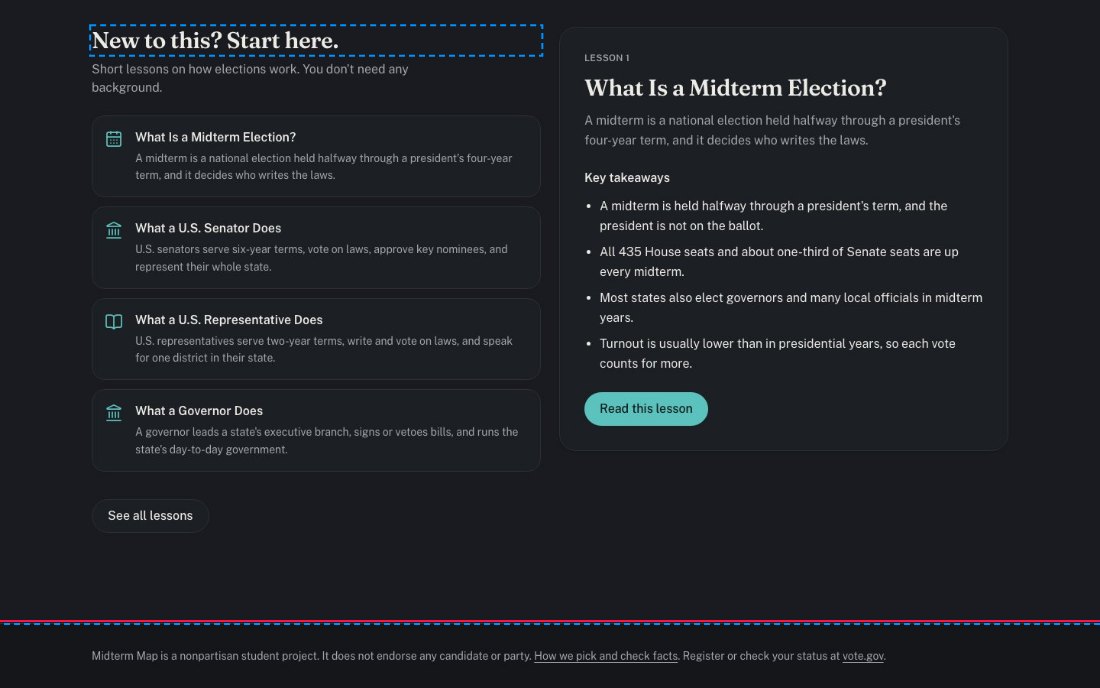 New to this? Start here.
Short lessons on how elections work. You don't need any
background.
What Is a Midterm Election?
A midterm is a national election held halfway through a president's four-year
term, and it decides who writes the laws.
What a U.S. Senator Does
U.S. senators serve six-year terms, vote on laws, approve key nominees, and
represent their whole state.
What a U.S. Representative Does
U.S. representatives serve two-year terms, write and vote on laws, and speak
for one district in their state.
What a Governor Does
A governor leads a state's executive branch, signs or vetoes bills, and runs the
state's day-to-day government.
See all lessons
LESSON 1
What Is a Midterm Election?
A midterm is a national election held halfway through a president's
four-year term, and it decides who writes the laws.
Key takeaways
• A midterm is held halfway through a president's term, and the
president is not on the ballot.
• All 435 House seats and about one-third of Senate seats are up
every midterm.
• Most states also elect governors and many local officials in midterm
years.
• Turnout is usually lower than in presidential years, so each vote
counts for more.
Read this lesson
Midterm Map is a nonpartisan student project. It does not endorse any candidate or party. How we pick and check facts. Register or check your status at vote.gov.